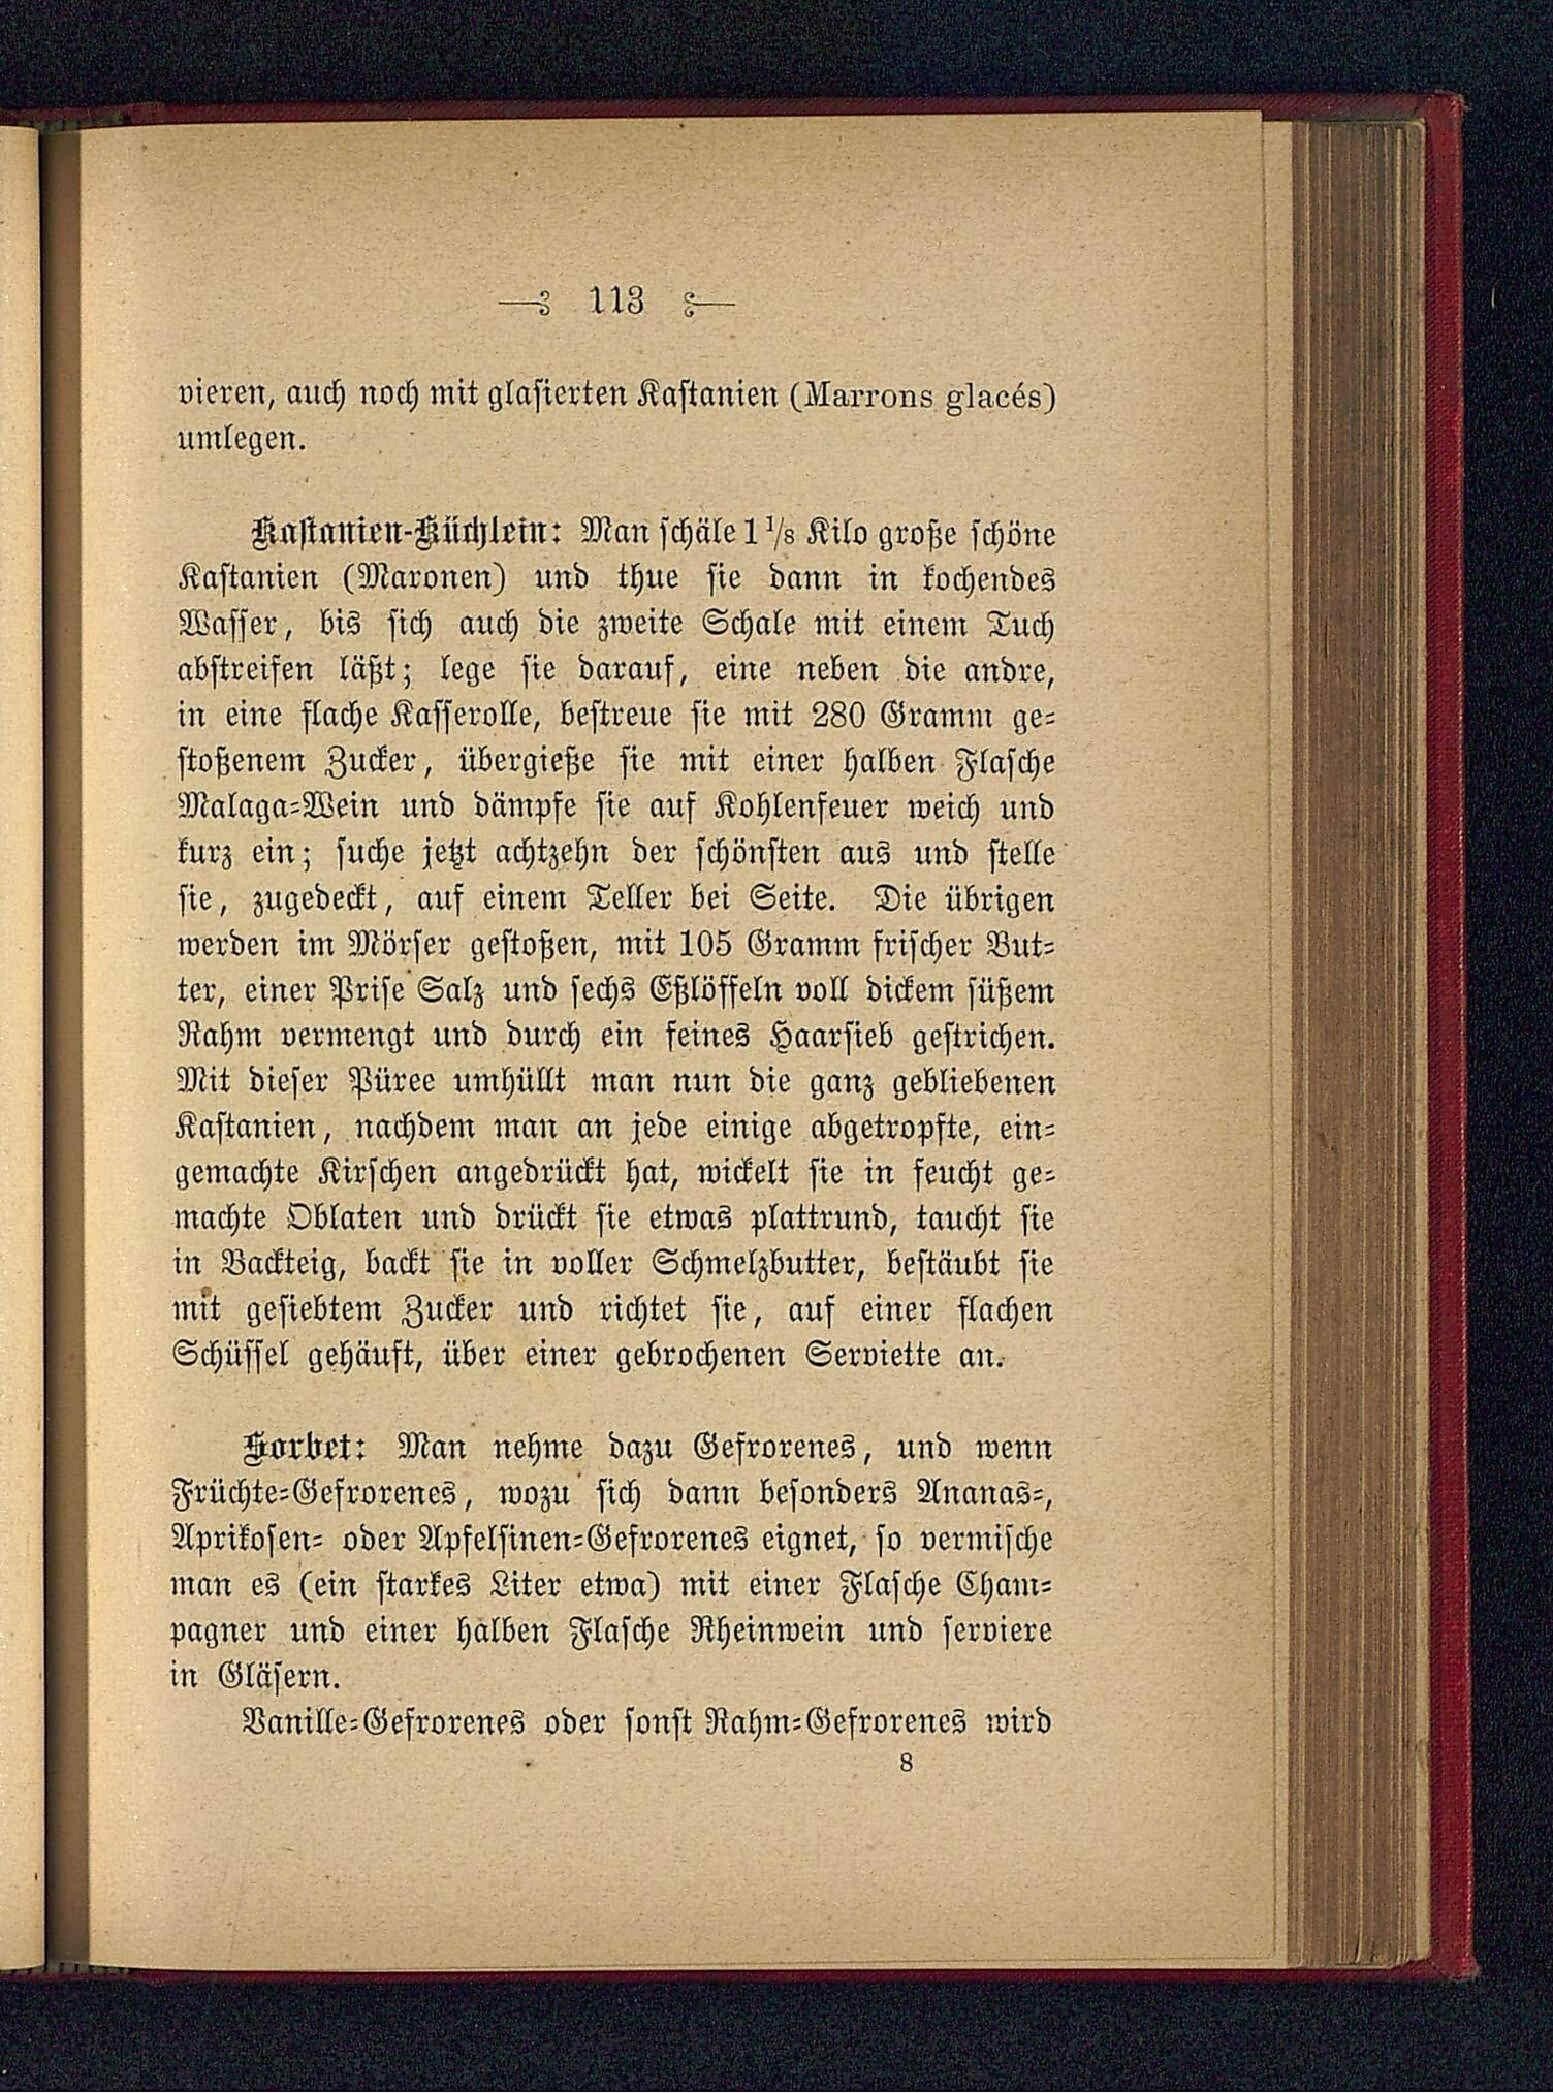 113
vieren, auch noch mit glasierten Kastanien (Marrons glacés)
umlegen.
Kastanien-Küchlein: Man schäle 1 1/8 Kilo große schöne
Kastanien (Maronen) und thue sie dann in kochendes
Wasser, bis sich auch die zweite Schale mit einem Tuch
abstreifen läßt; lege sie darauf, eine neben die andre,
in eine flache Kasserolle, bestreue sie mit 280 Gramm ge-
stoßenem Zucker, übergieße sie mit einer halben Flasche
Malaga-Wein und dämpfe sie auf Kohlenfeuer weich und
kurz ein; suche jetzt achtzehn der schönsten aus und stelle
sie, zugedeckt, auf einem Teller bei Seite. Die übrigen
werden im Mörser gestoßen, mit 105 Gramm frischer But-
ter, einer Prise Salz und sechs Eßlöffeln voll dickem süßem
Rahm vermengt und durch ein feines Haarsieb gestrichen.
Mit dieser Püree umhüllt man nun die ganz gebliebenen
Kastanien, nachdem man an jede einige abgetropfte, ein-
gemachte Kirschen angedrückt hat, wickelt sie in feucht ge-
machte Oblaten und drückt sie etwas plattrund, taucht sie
in Backteig, backt sie in voller Schmelzbutter, bestäubt sie
mit gesiebtem Zucker und richtet sie, auf einer flachen
Schüssel gehäuft, über einer gebrochenen Serviette an.
Sorbet: Man nehme dazu Gefrorenes, und wenn
Früchte-Gefrorenes, wozu sich dann besonders Ananas-,
Aprikosen- oder Apfelsinen-Gefrorenes eignet, so vermische
man es (ein starkes Liter etwa) mit einer Flasche Cham-
pagner und einer halben Flasche Rheinwein und serviere
in Gläsern.
Vanille-Gefrorenes oder sonst Rahm-Gefrorenes wird
8